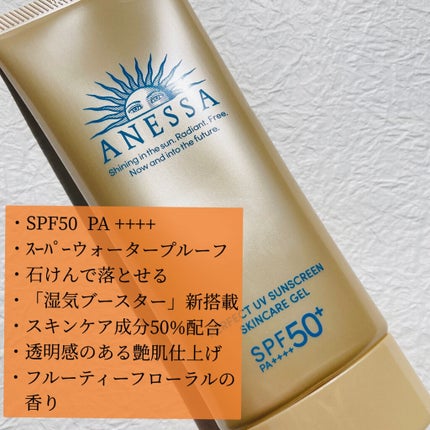 ANESSA
Shining in the sun. Radiant. Free.
Now and into the future.
・SPF50 PA ++++
・ｽｰﾊﾟｰウォータープルーフ
・石けんで落とせる
・「湿気ブースター」新搭載
・スキンケア成分50%配合
・透明感のある艶肌仕上げ
・フルーティーフローラルの
香り
RFECT UV SUNSCREEN
SKINCARE GEL
SPF50+
PA++++